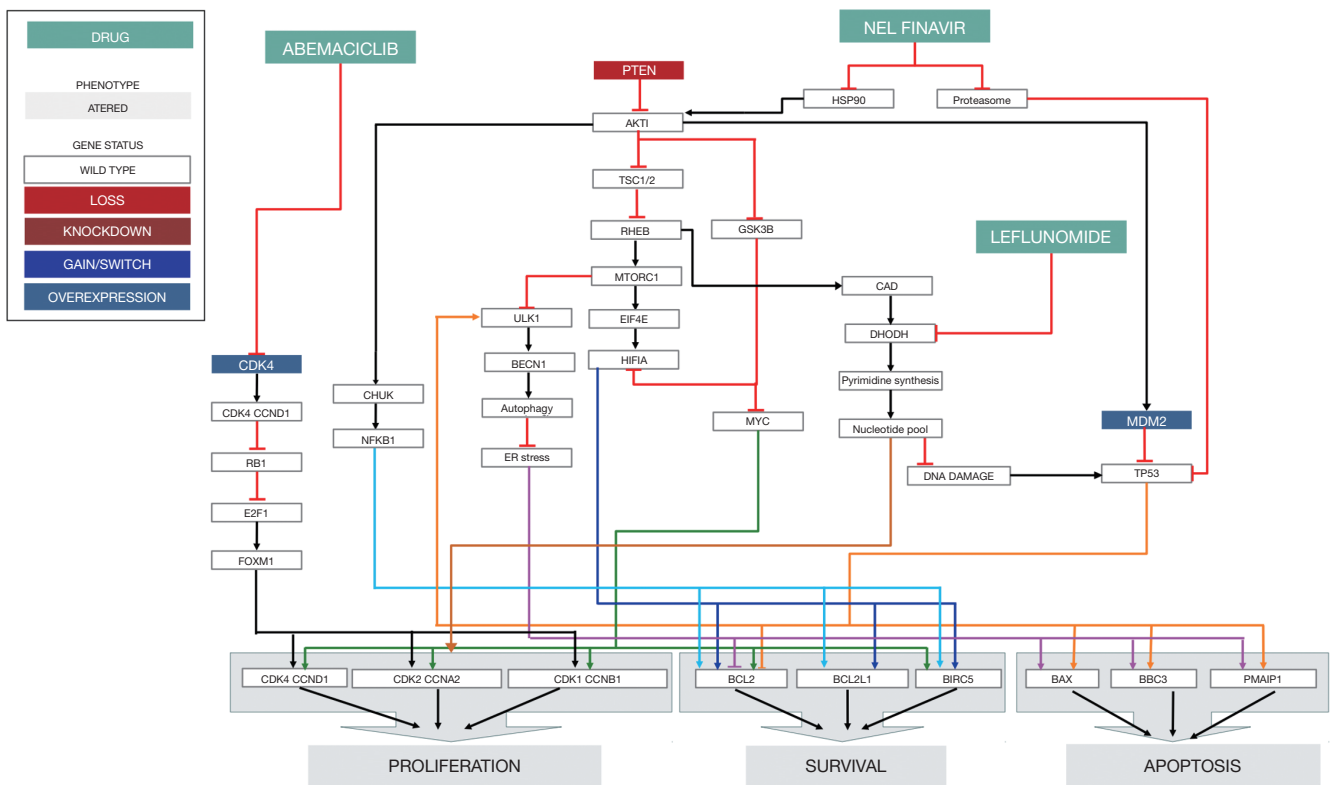 DRUG
PHENOTYPE
ATERED
GENE STATUS
WILD TYPE
LOSS
KNOCKDOWN
GAIN/SWITCH
OVEREXPRESSION
ABEMACICLIB
NEL FINAVIR
PTEN
HSP90
Proteasome
AKTI
TSC1/2
RHEB
GSK3B
LEFLUNOMIDE
MTORC1
CAD
ULK1
EIF4E
DHODH
CDK4
BECN1
HIFIA
Pyrimidine synthesis
CHUK
CDK4 CCND1
Autophagy
MYC
Nucleotide pool
MDM2
NFKB1
ER stress
RB1
DNA DAMAGE
TP53
E2F1
FOXM1
CDK4 CCND1
CDK2 CCNA2
CDK1 CCNB1
BCL2
BCL2L1
BIRC5
BAX
BBC3
PMAIP1
PROLIFERATION
SURVIVAL
APOPTOSIS